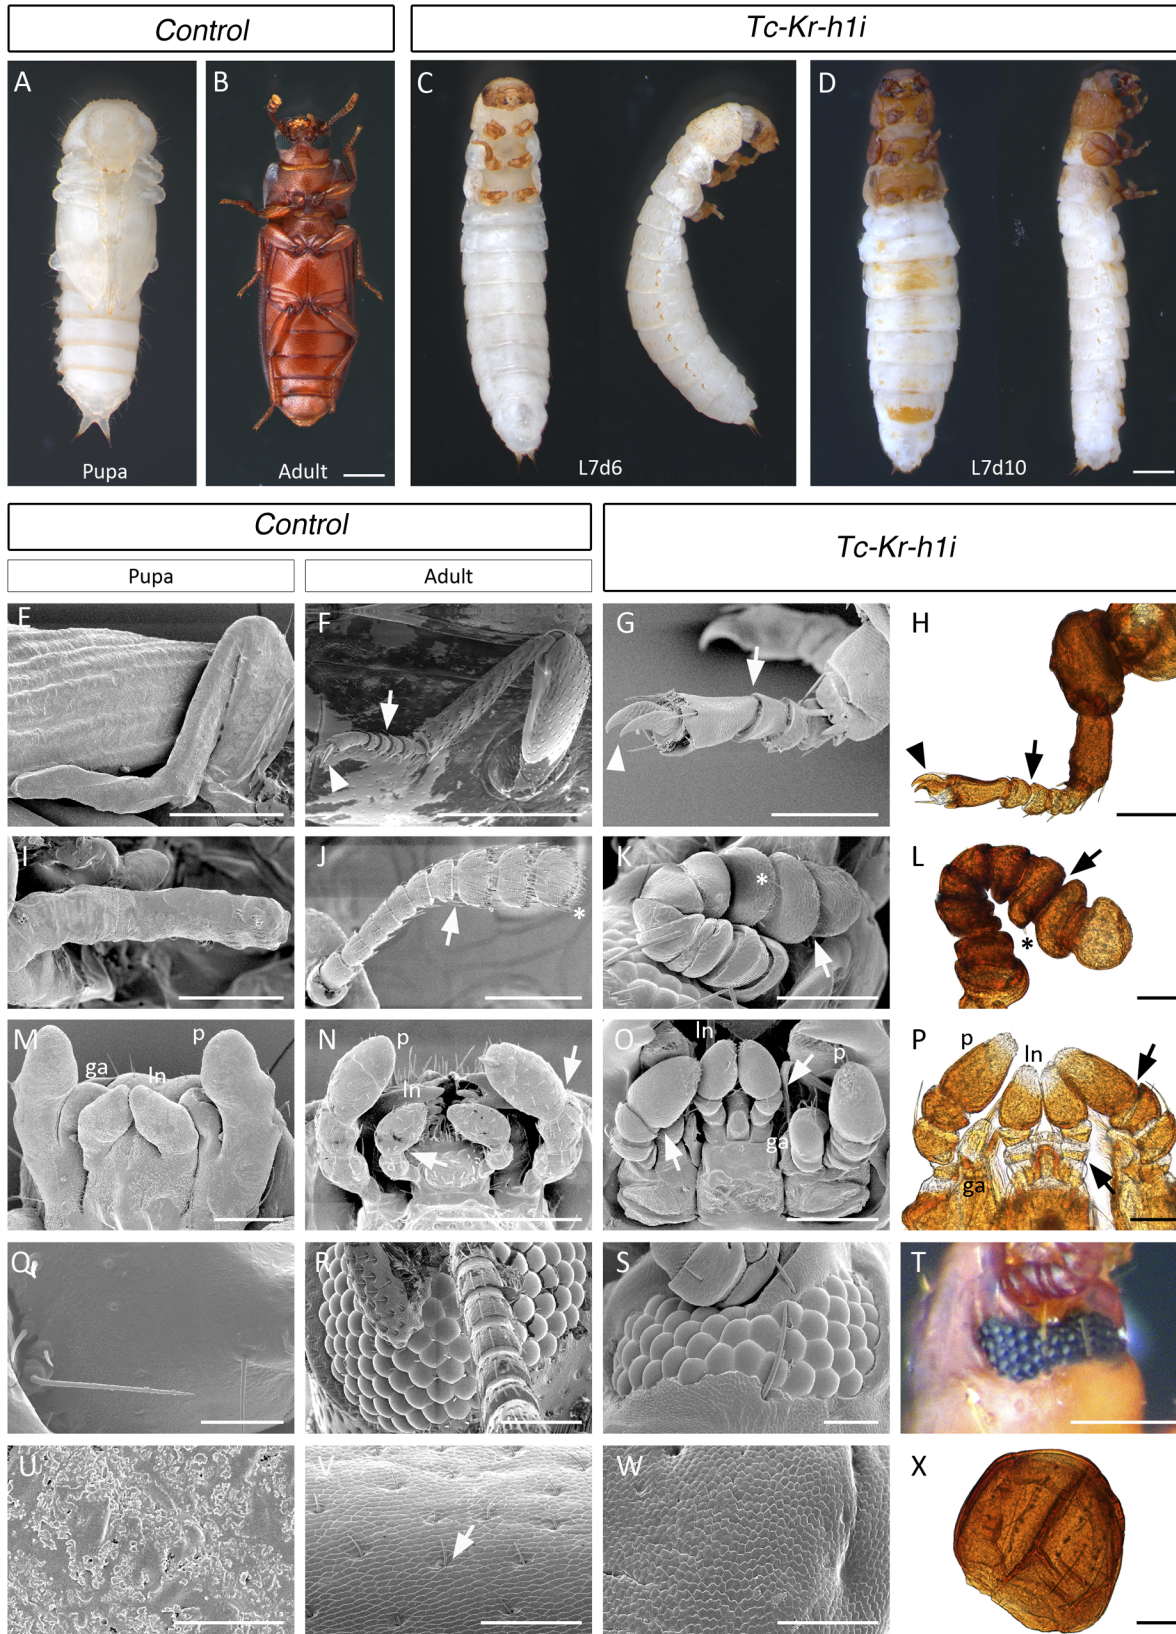 Control
Tc-Kr-h1i
A
B
C
D
Pupa
Adult
L7d6
L7d10
Control
Tc-Kr-h1i
Pupa
Adult
E
F
G
H
I
J
*
K
*
L
*
M
ga
ln
p
N
p
ln
O
ln
p
ga
P
p
ln
ga
Q
R
S
T
U
V
W
X